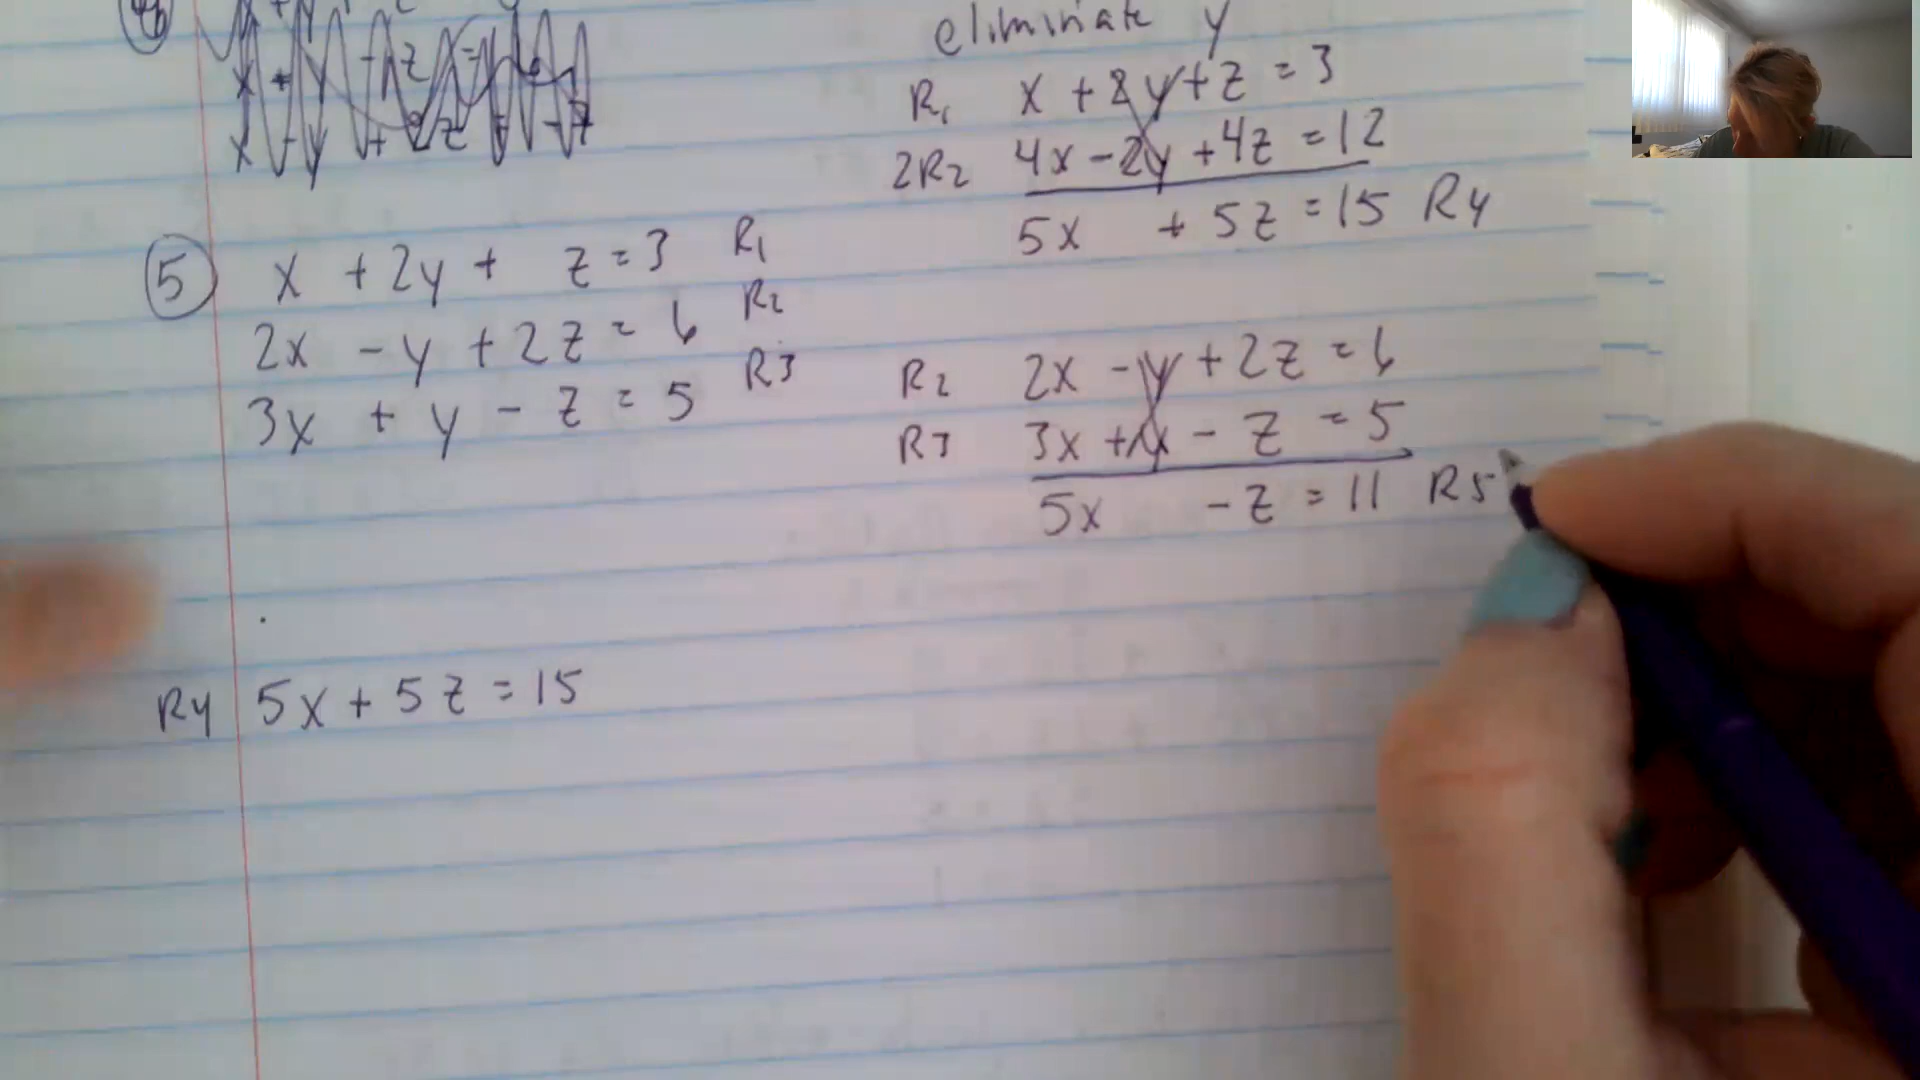 ⑤ x + 2y + z = 3 R1
2x - y + 2z = 6 R2
3x + y - z = 5 R3
R4 5x + 5z = 15
eliminate y
R1 x + 2y + z = 3
2R2 4x - 2y + 4z = 12
5x + 5z = 15 R4
R2 2x - y + 2z = 6
R3 3x + y - z = 5
5x - z = 11 R5